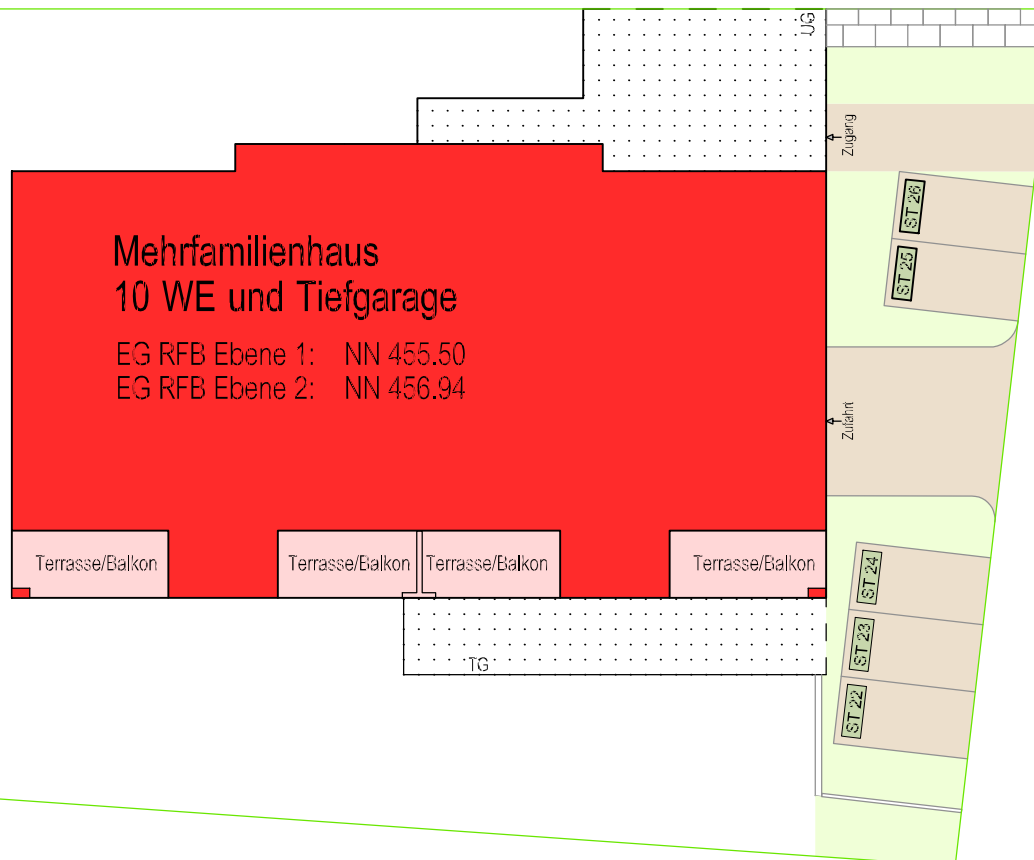 UG
Zugang
ST 26
ST 25
Mehrfamilienhaus
10 WE und Tiefgarage
EG RFB Ebene 1: NN 455.50
EG RFB Ebene 2: NN 456.94
Zufahrt
Terrasse/Balkon
Terrasse/Balkon
Terrasse/Balkon
Terrasse/Balkon
ST 24
ST 23
ST 22
TG